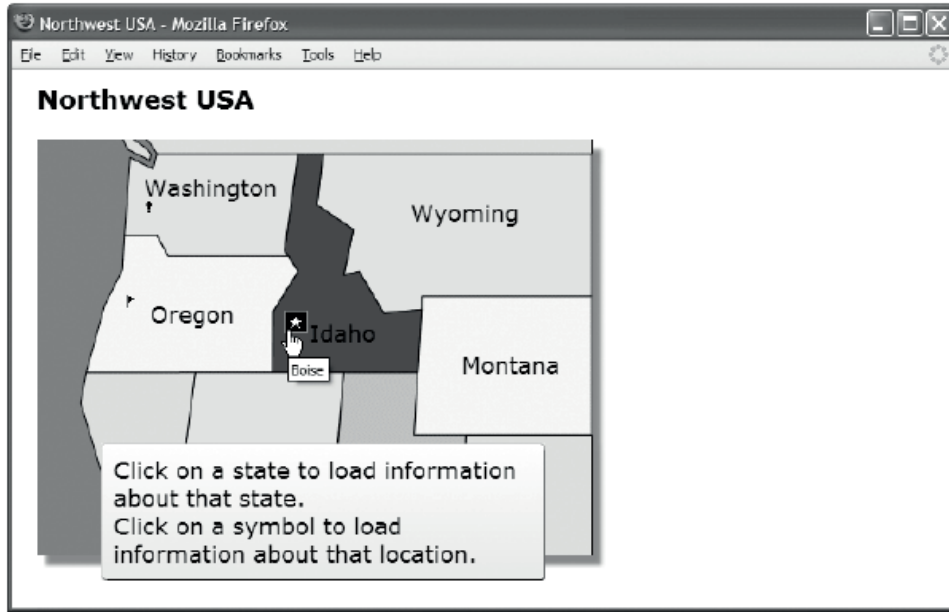 Northwest USA - Mozilla Firefox
File Edit View History Bookmarks Tools Help
Northwest USA
Washington
Wyoming
Oregon
Idaho
Boise
Montana
Click on a state to load information
about that state.
Click on a symbol to load
information about that location.